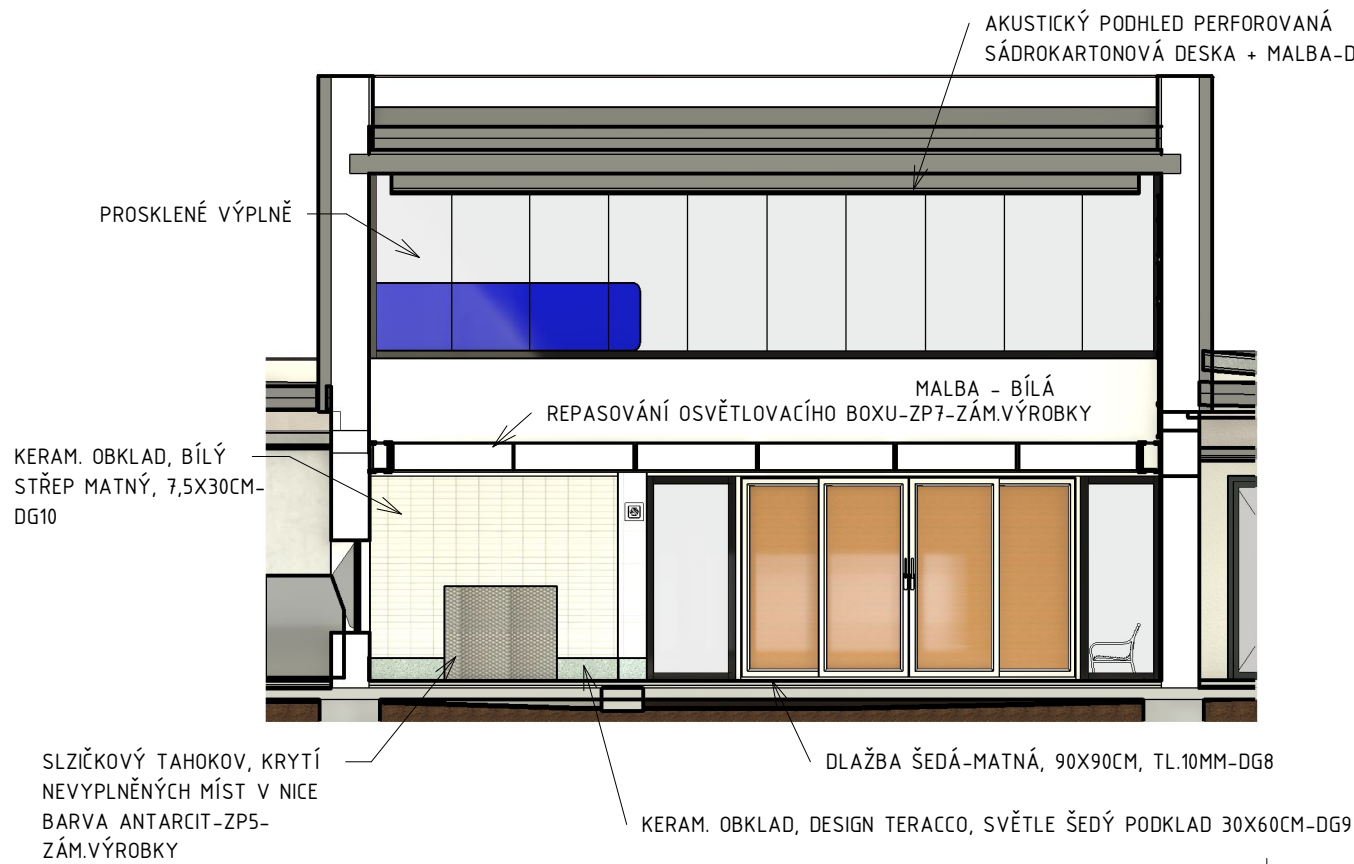 AKUSTICKÝ PODHLED PERFOROVANÁ
SÁDROKARTONOVÁ DESKA + MALBA-D
PROSKLENÉ VÝPLNĚ
MALBA - BÍLÁ
REPASOVÁNÍ OSVĚTLOVACÍHO BOXU-ZP7-ZÁM.VÝROBKY
KERAM. OBKLAD, BÍLÝ
STŘEP MATNÝ, 7,5X30CM-
DG10
SLZIČKOVÝ TAHOKOV, KRYTÍ
NEVYPLNĚNÝCH MÍST V NICE
BARVA ANTARCIT-ZP5-
ZÁM.VÝROBKY
DLAŽBA ŠEDÁ-MATNÁ, 90X90CM, TL.10MM-DG8
KERAM. OBKLAD, DESIGN TERACCO, SVĚTLE ŠEDÝ PODKLAD 30X60CM-DG9